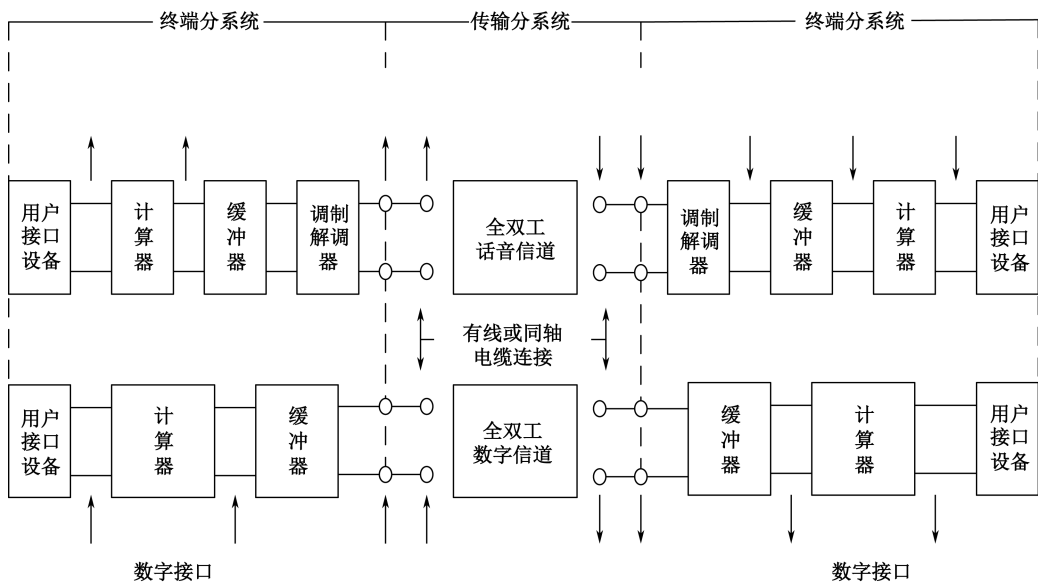 终端分系统
传输分系统
终端分系统
用户
接口
设备
计
算
器
缓
冲
器
调制
解调
器
全双工
话音信道
调制
解调
器
缓
冲
器
计
算
器
用户
接口
设备
有线或同轴
电缆连接
用户
接口
设备
计
算
器
缓
冲
器
全双工
数字信道
缓
冲
器
计
算
器
用户
接口
设备
数字接口
数字接口